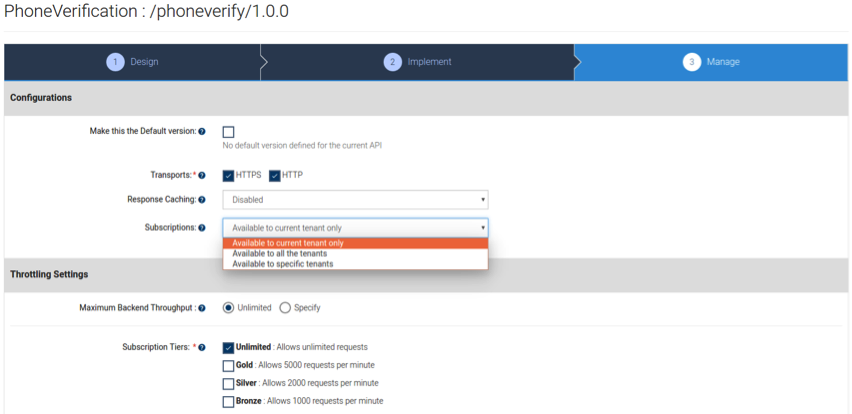 PhoneVerification : /phoneverify/1.0.0
1 Design 2 Implement 3 Manage
Configurations
Make this the Default version:
No default version defined for the current API
Transports:* HTTPS HTTP
Response Caching: Disabled
Subscriptions: Available to current tenant only
Available to current tenant only
Available to all the tenants
Available to specific tenants
Throttling Settings
Maximum Backend Throughput : Unlimited Specify
Subscription Tiers: * Unlimited : Allows unlimited requests
Gold : Allows 5000 requests per minute
Silver : Allows 2000 requests per minute
Bronze : Allows 1000 requests per minute